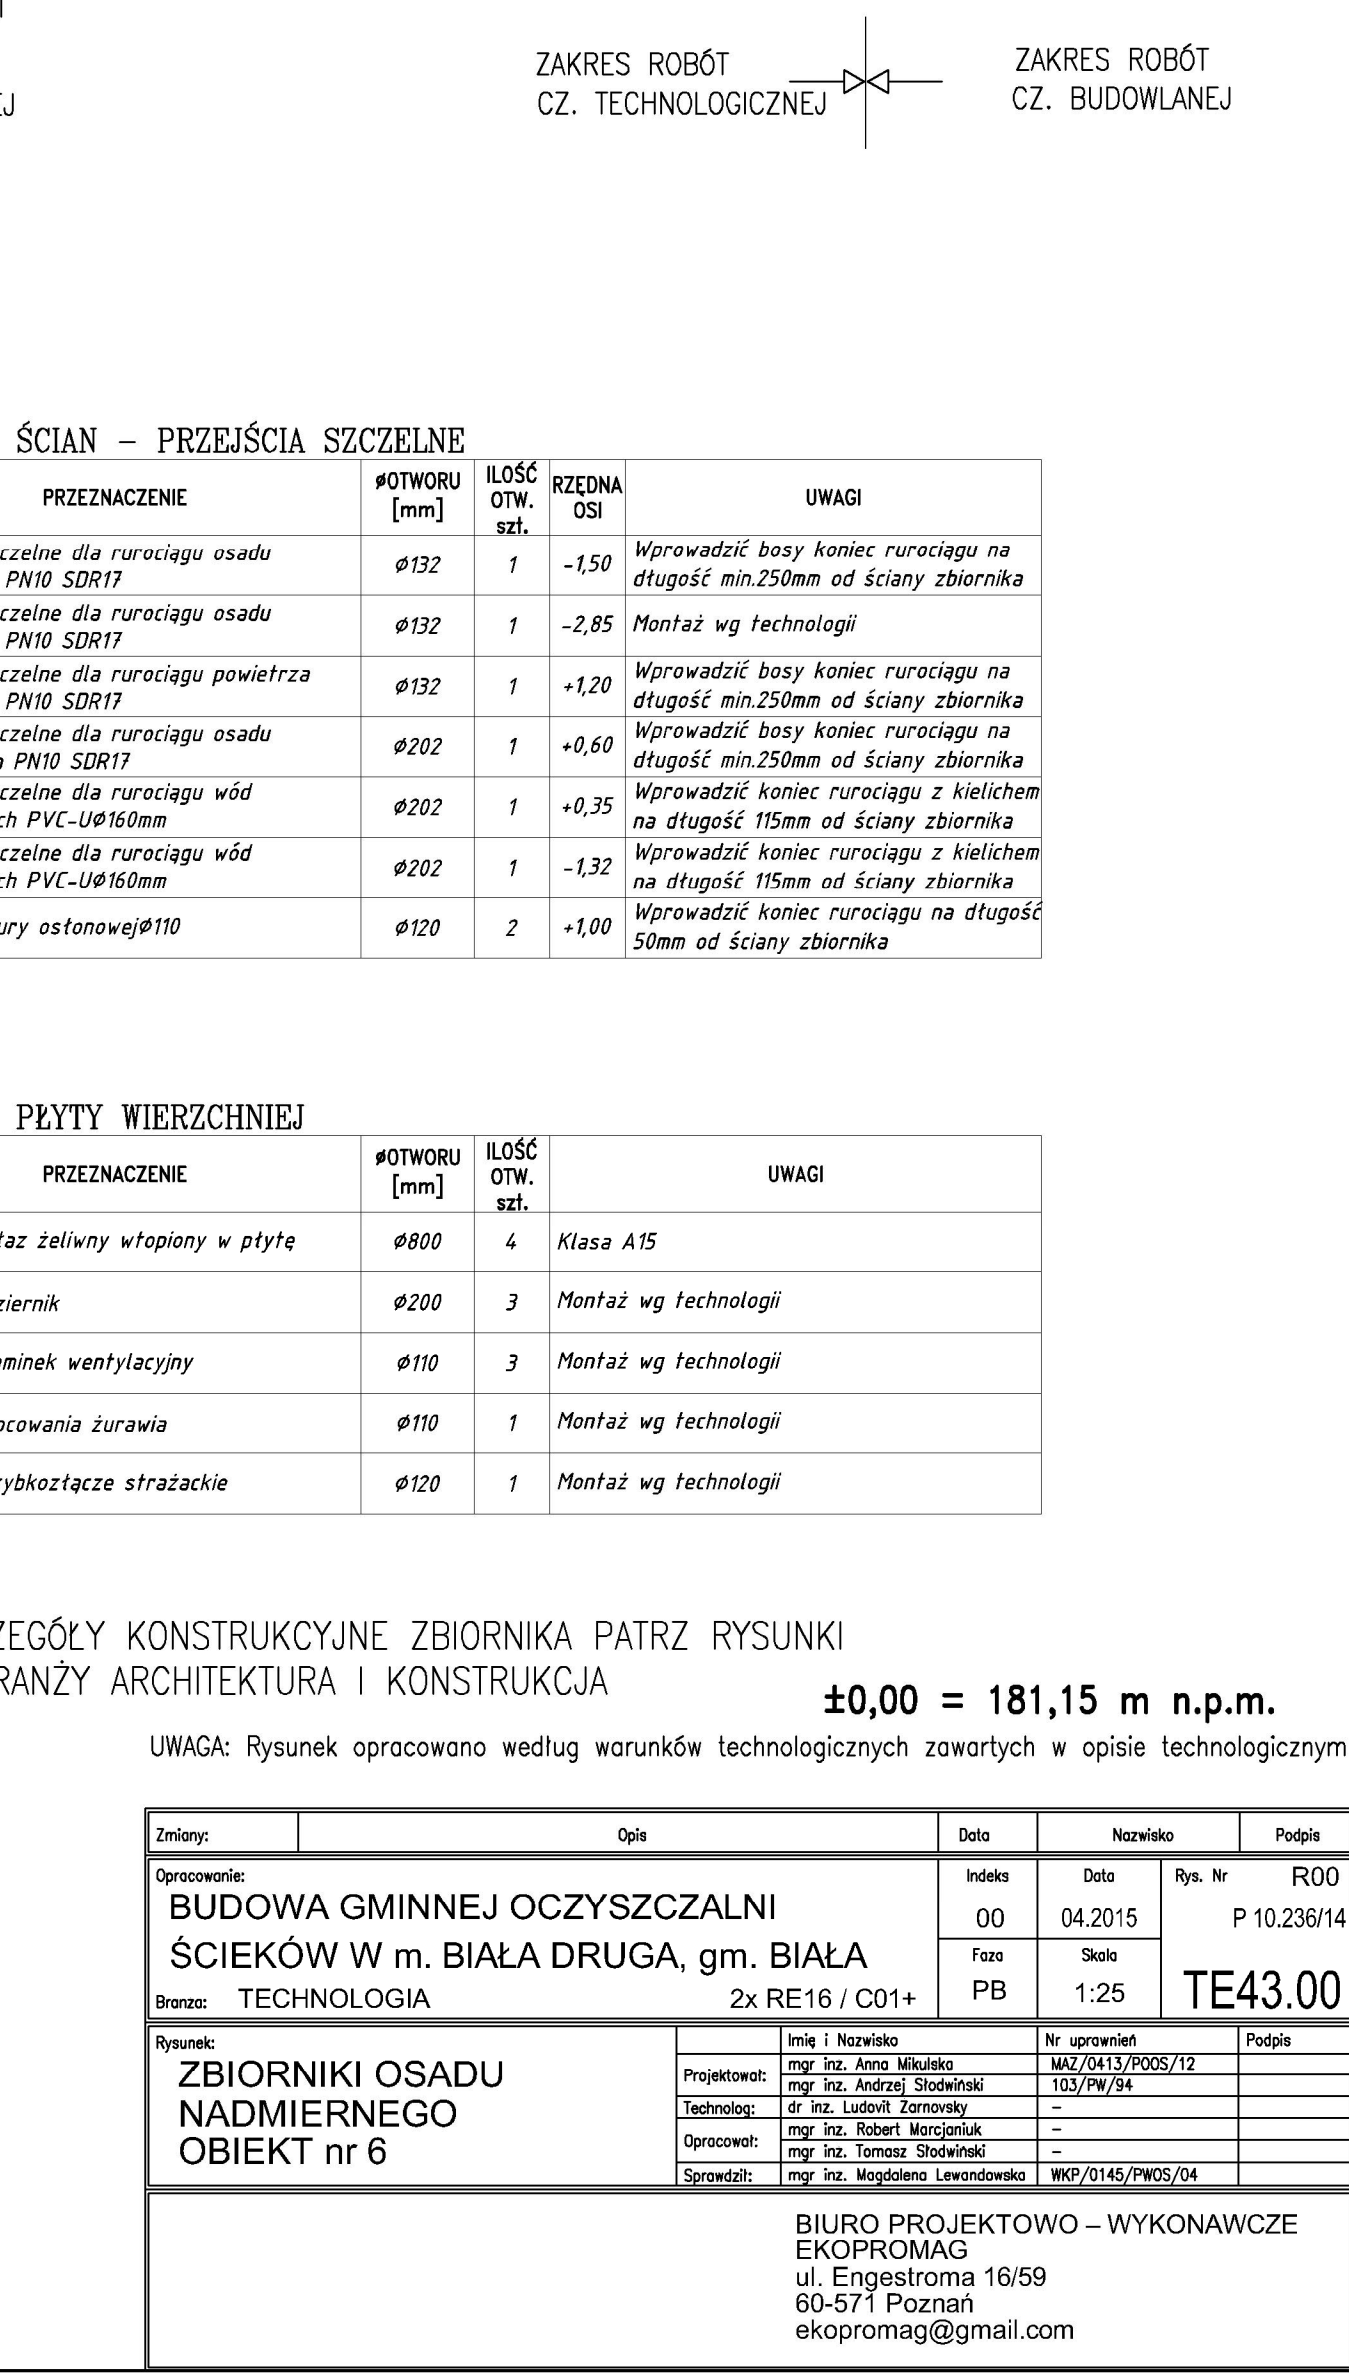 ZAKRES ROBÓT
CZ. TECHNOLOGICZNEJ
ZAKRES ROBÓT
CZ. BUDOWLANEJ
ŚCIAN – PRZEJŚCIA SZCZELNE
PRZEZNACZENIE øOTWORU [mm] ILOŚĆ OTW. szt. RZĘDNA OSI UWAGI
czelne dla rurociągu osadu
PN10 SDR17
ø132 1 -1,50
Wprowadzić bosy koniec rurociągu na
długość min.250mm od ściany zbiornika
czelne dla rurociągu osadu
PN10 SDR17
ø132 1 -2,85 Montaż wg technologii
czelne dla rurociągu powietrza
PN10 SDR17
ø132 1 +1,20
Wprowadzić bosy koniec rurociągu na
długość min.250mm od ściany zbiornika
czelne dla rurociągu osadu
PN10 SDR17
ø202 1 +0,60
Wprowadzić bosy koniec rurociągu na
długość min.250mm od ściany zbiornika
czelne dla rurociągu wód
ch PVC-Uø160mm
ø202 1 +0,35
Wprowadzić koniec rurociągu z kielichem
na długość 115mm od ściany zbiornika
czelne dla rurociągu wód
ch PVC-Uø160mm
ø202 1 -1,32
Wprowadzić koniec rurociągu z kielichem
na długość 115mm od ściany zbiornika
ury osłonowejø110
ø120 2 +1,00
Wprowadzić koniec rurociągu na długość
50mm od ściany zbiornika
PŁYTY WIERZCHNIEJ
PRZEZNACZENIE øOTWORU [mm] ILOŚĆ OTW. szt. UWAGI
łaz żeliwny wtopiony w płytę ø800 4 Klasa A15
ziernik ø200 3 Montaż wg technologii
ominek wentylacyjny ø110 3 Montaż wg technologii
ocowania żurawia ø110 1 Montaż wg technologii
zybkozłącze strażackie ø120 1 Montaż wg technologii
ZEGÓŁY KONSTRUKCYJNE ZBIORNIKA PATRZ RYSUNKI
RANŻY ARCHITEKTURA I KONSTRUKCJA
±0,00 = 181,15 m n.p.m.
UWAGA: Rysunek opracowano według warunków technologicznych zawartych w opisie technologicznym
Zmiany: Opis Data Nazwisko Podpis
Opracowanie:
BUDOWA GMINNEJ OCZYSZCZALNI
ŚCIEKÓW W m. BIAŁA DRUGA, gm. BIAŁA
Branża: TECHNOLOGIA 2x RE16 / C01+
Indeks Data Rys. Nr R00
00 04.2015 P 10.236/14
Faza Skala
PB 1:25 TE43.00
Rysunek:
ZBIORNIKI OSADU
NADMIERNEGO
OBIEKT nr 6
Imię i Nazwisko Nr uprawnień Podpis
Projektował: mgr inż. Anna Mikulska MAZ/0413/POOS/12
mgr inż. Andrzej Słodwiński 103/PW/94
Technolog: dr inż. Ludovit Zarnovsky –
Opracował: mgr inż. Robert Marcjaniuk –
mgr inż. Tomasz Słodwiński –
Sprawdził: mgr inż. Magdalena Lewandowska WKP/0145/PWOS/04
BIURO PROJEKTOWO – WYKONAWCZE
EKOPROMAG
ul. Engestroma 16/59
60-571 Poznań
ekopromag@gmail.com